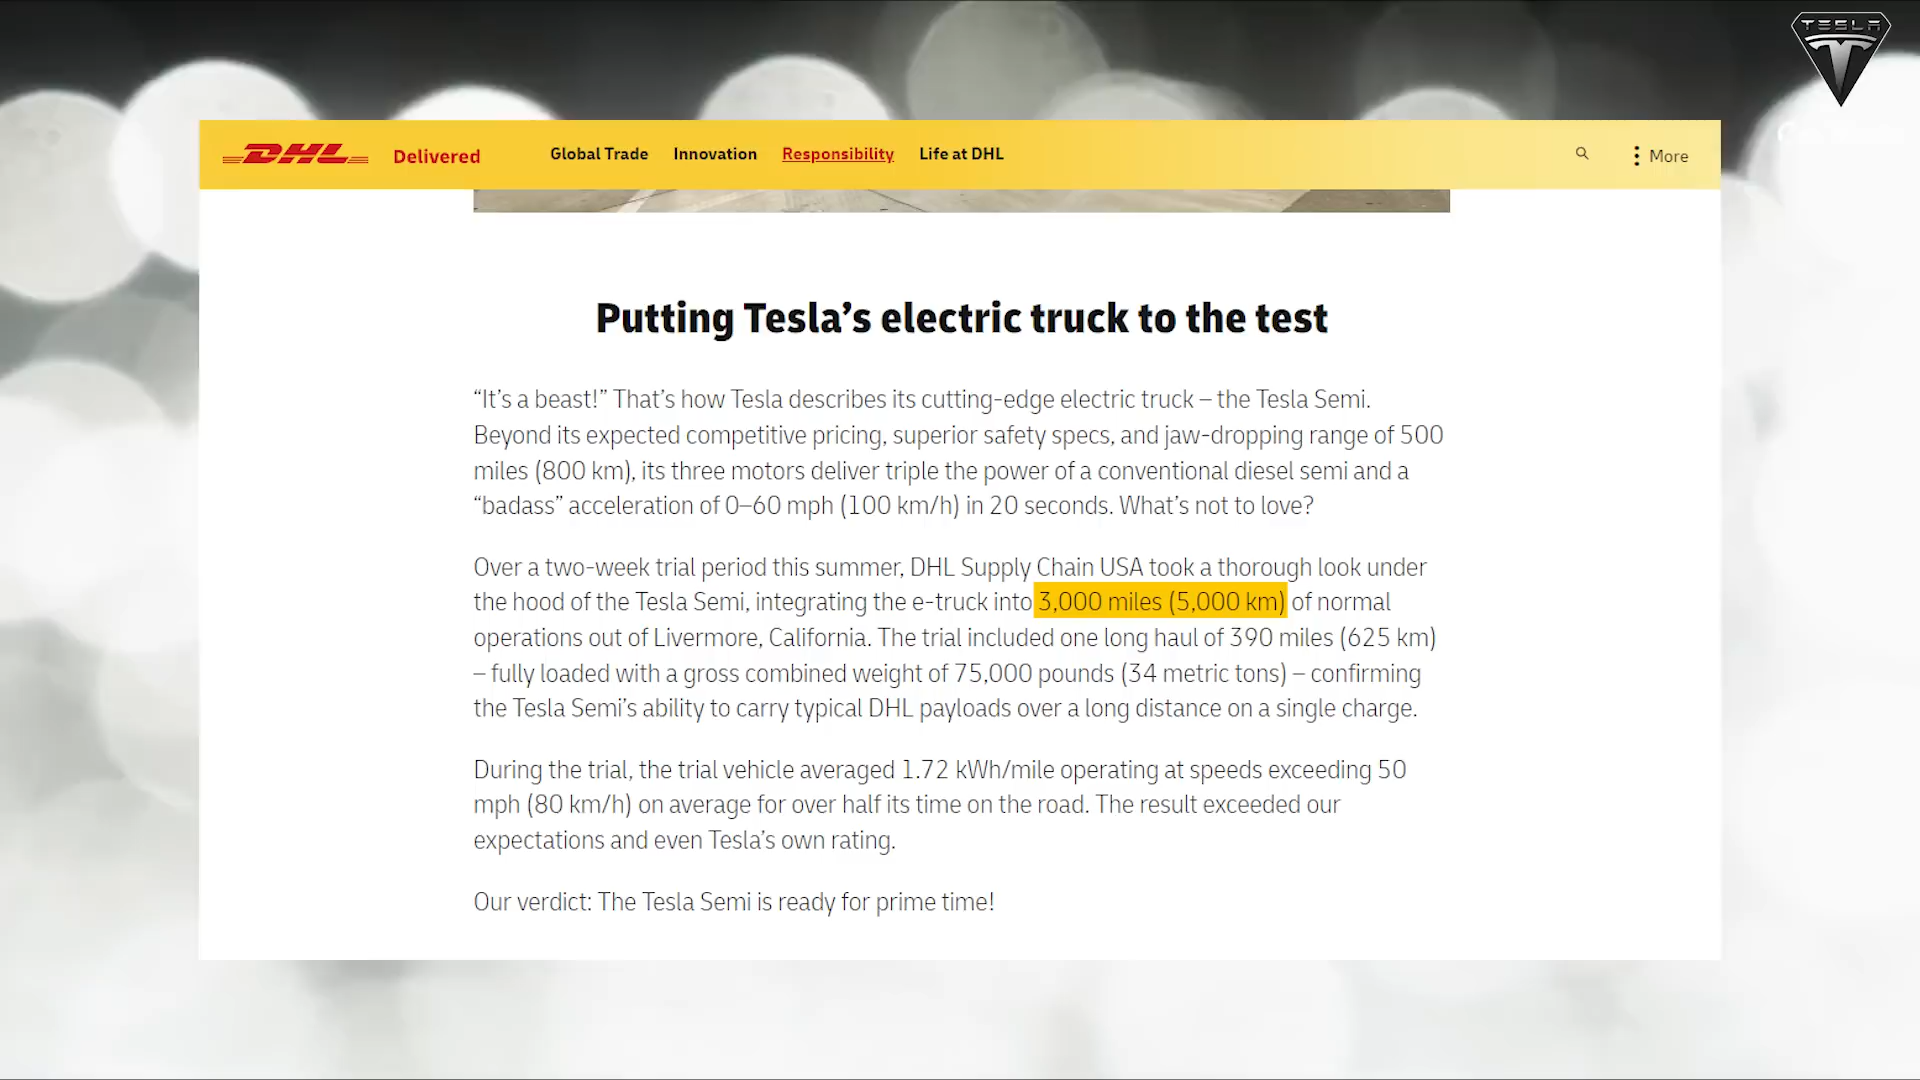 TESLA
DHL
Delivered
Global Trade
Innovation
Responsibility
Life at DHL
More
Putting Tesla’s electric truck to the test
“It’s a beast!” That’s how Tesla describes its cutting-edge electric truck – the Tesla Semi.
Beyond its expected competitive pricing, superior safety specs, and jaw-dropping range of 500
miles (800 km), its three motors deliver triple the power of a conventional diesel semi and a
“badass” acceleration of 0–60 mph (100 km/h) in 20 seconds. What’s not to love?
Over a two-week trial period this summer, DHL Supply Chain USA took a thorough look under
the hood of the Tesla Semi, integrating the e-truck into 3,000 miles (5,000 km) of normal
operations out of Livermore, California. The trial included one long haul of 390 miles (625 km)
– fully loaded with a gross combined weight of 75,000 pounds (34 metric tons) – confirming
the Tesla Semi’s ability to carry typical DHL payloads over a long distance on a single charge.
During the trial, the trial vehicle averaged 1.72 kWh/mile operating at speeds exceeding 50
mph (80 km/h) on average for over half its time on the road. The result exceeded our
expectations and even Tesla’s own rating.
Our verdict: The Tesla Semi is ready for prime time!